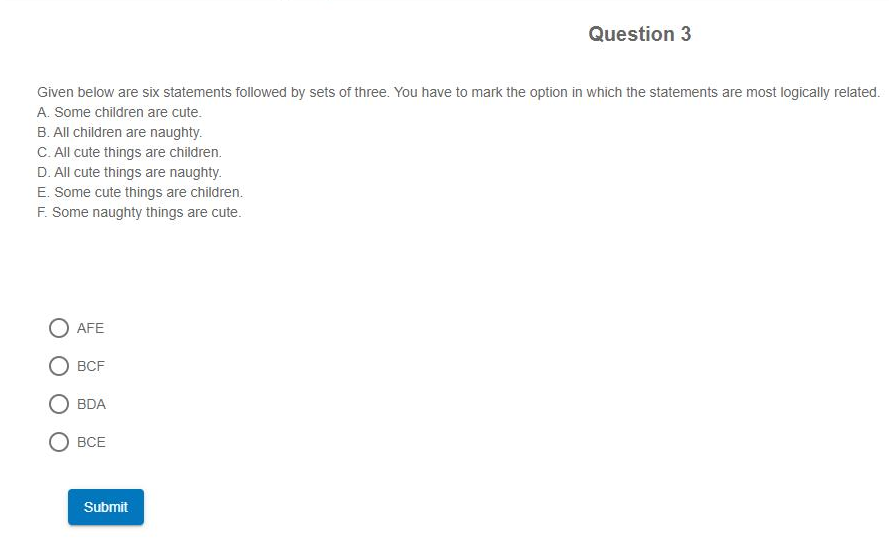 Question 3
Given below are six statements followed by sets of three. You have to mark the option in which the statements are most logically related.
A. Some children are cute.
B. All children are naughty.
C. All cute things are children.
D. All cute things are naughty.
E. Some cute things are children.
F. Some naughty things are cute.
AFE
BCF
BDA
BCE
Submit